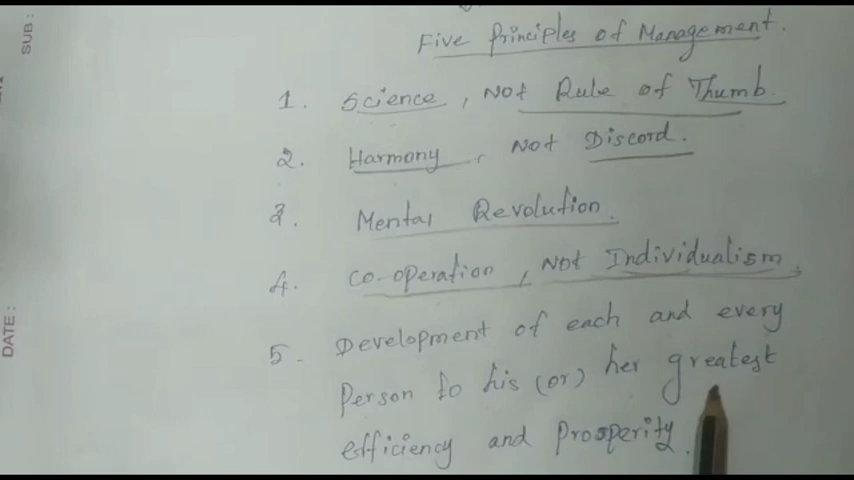 SUB :
DATE :
Five principles of Management.
1. Science, Not Rule of Thumb.
2. Harmony, Not Discord.
3. Mental Revolution.
4. Co-operation, Not Individualism.
5. Development of each and every
Person to his (or) her greatest
efficiency and Prosperity.